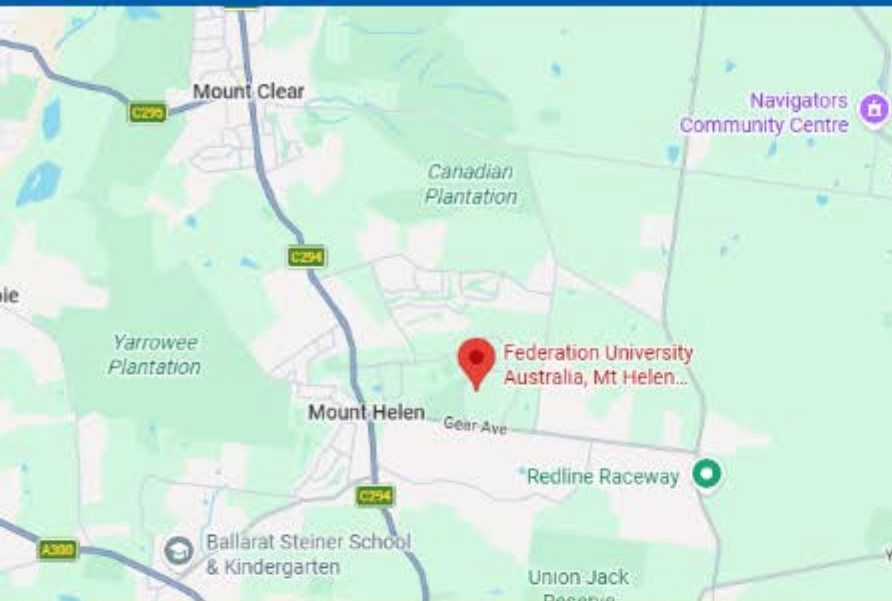 Mount Clear
C295
Navigators
Community Centre
Canadian
Plantation
C294
Yarrowee
Plantation
Federation University
Australia, Mt Helen...
Mount Helen
Gear Ave
Redline Raceway
C294
A300
Ballarat Steiner School
& Kindergarten
Union Jack
Reserve